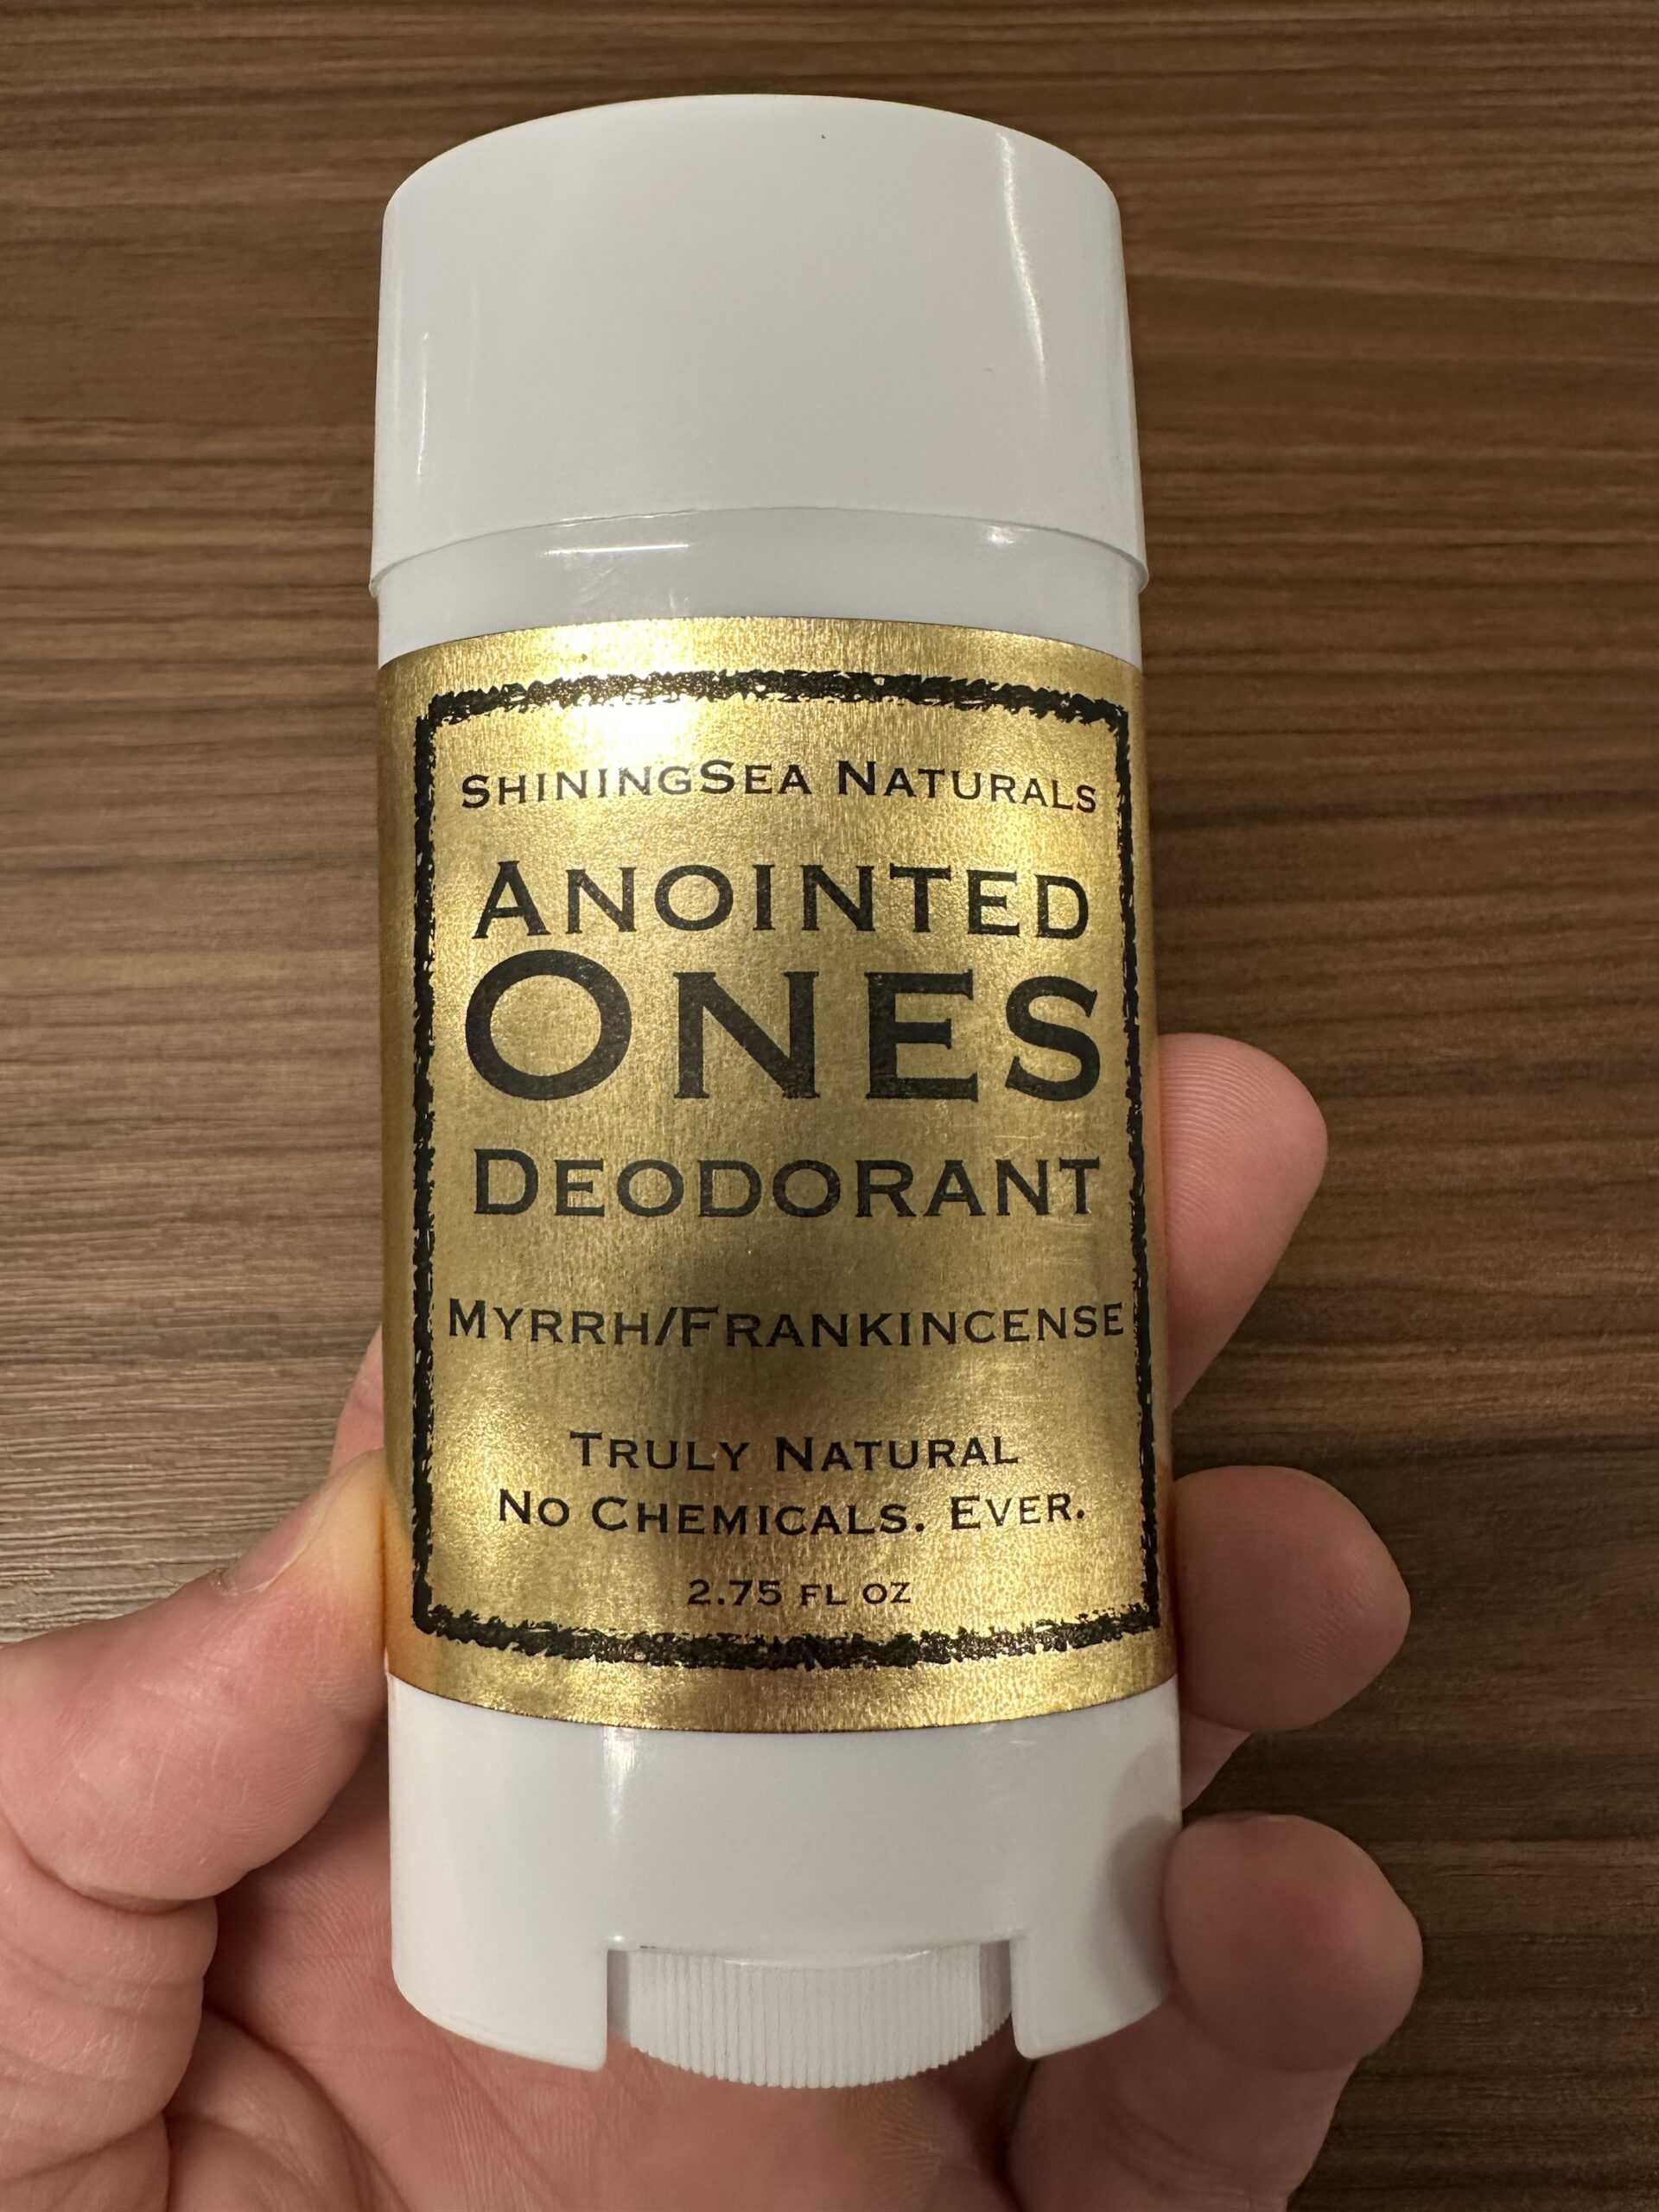 ShiningSea Naturals
Anointed
Ones
Deodorant
Myrrh/Frankincense
Truly Natural
No Chemicals. Ever.
2.75 fl oz